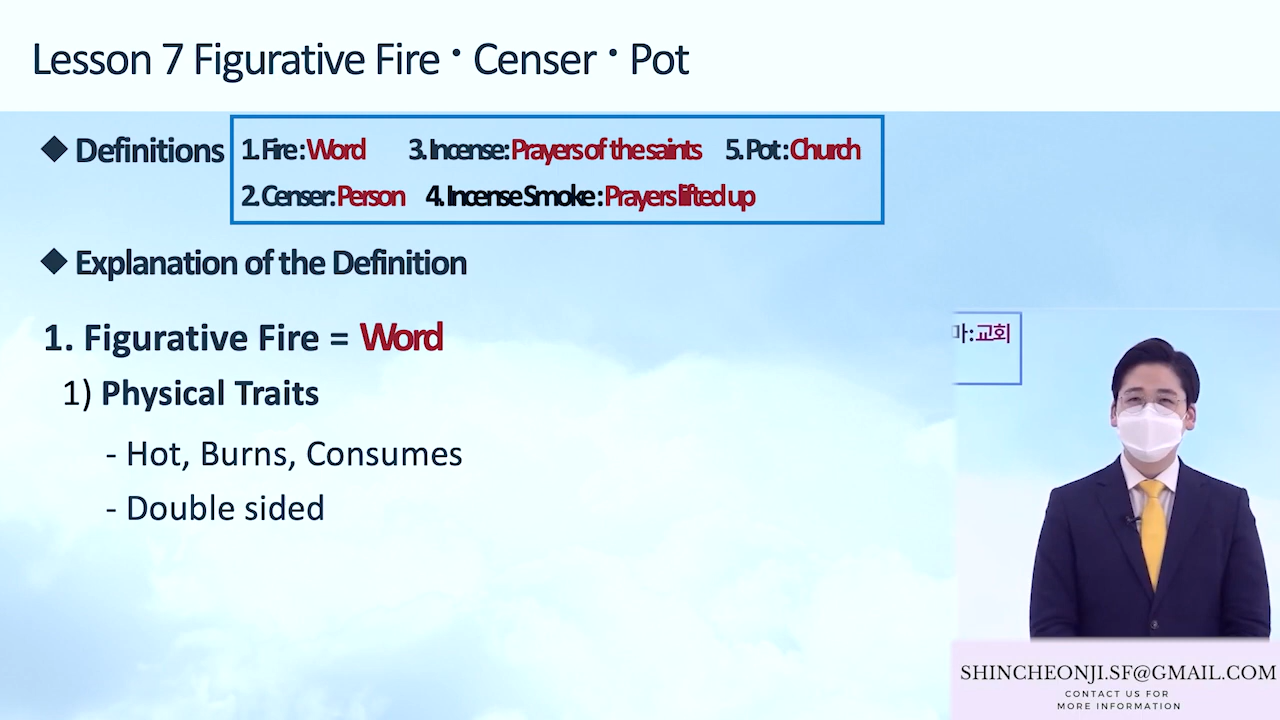 Lesson 7 Figurative Fire · Censer · Pot
◆ Definitions
1. Fire : Word 3. Incense: Prayers of the saints 5. Pot : Church
2. Censer: Person 4. Incense Smoke : Prayers lifted up
◆ Explanation of the Definition
1. Figurative Fire = Word
1) Physical Traits
- Hot, Burns, Consumes
- Double sided
마:교회
SHINCHEONJI.SF@GMAIL.COM
CONTACT US FOR
MORE INFORMATION